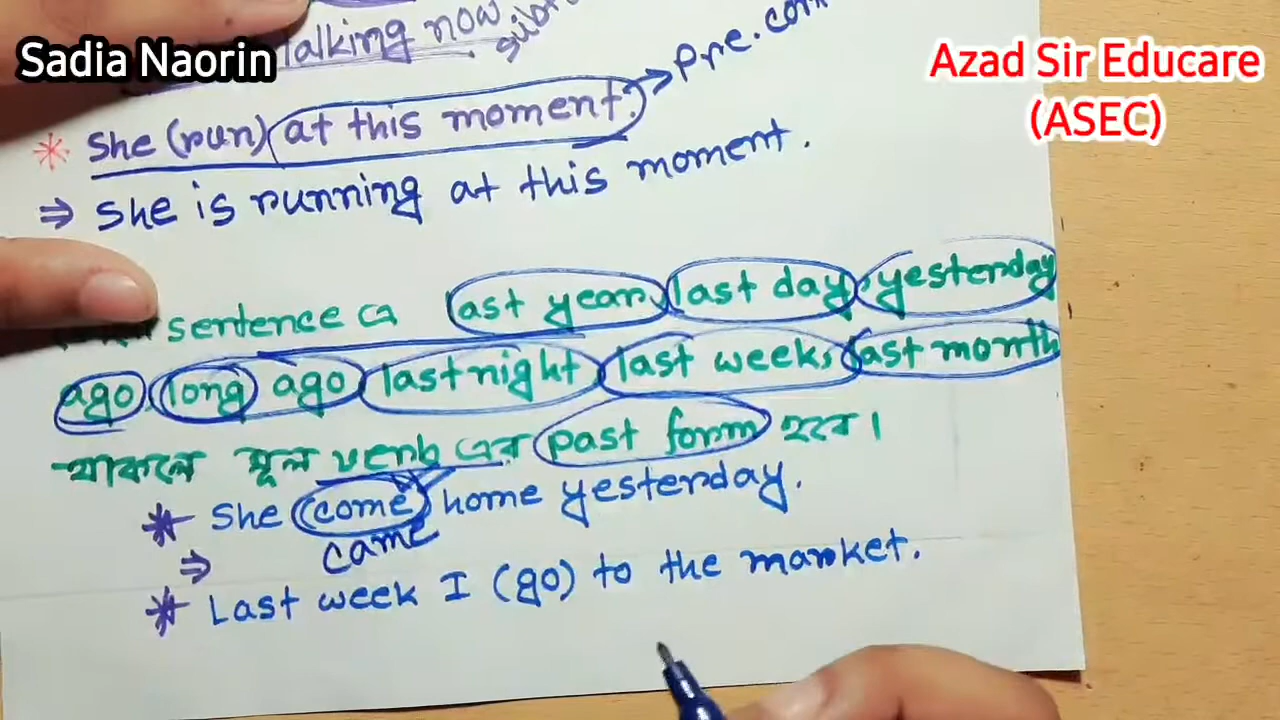 talking now
Sadia Naorin
Azad Sir Educare
(ASEC)
* She (run) at this moment. → Pre.con
⇒ She is running at this moment.
sentence এ last year, last day, yesterday
ago, long ago, last night, last week, last month
থাকলে মূল verb এর past form হবে।
* She (come) home yesterday.
⇒ came
* Last week I (go) to the market.